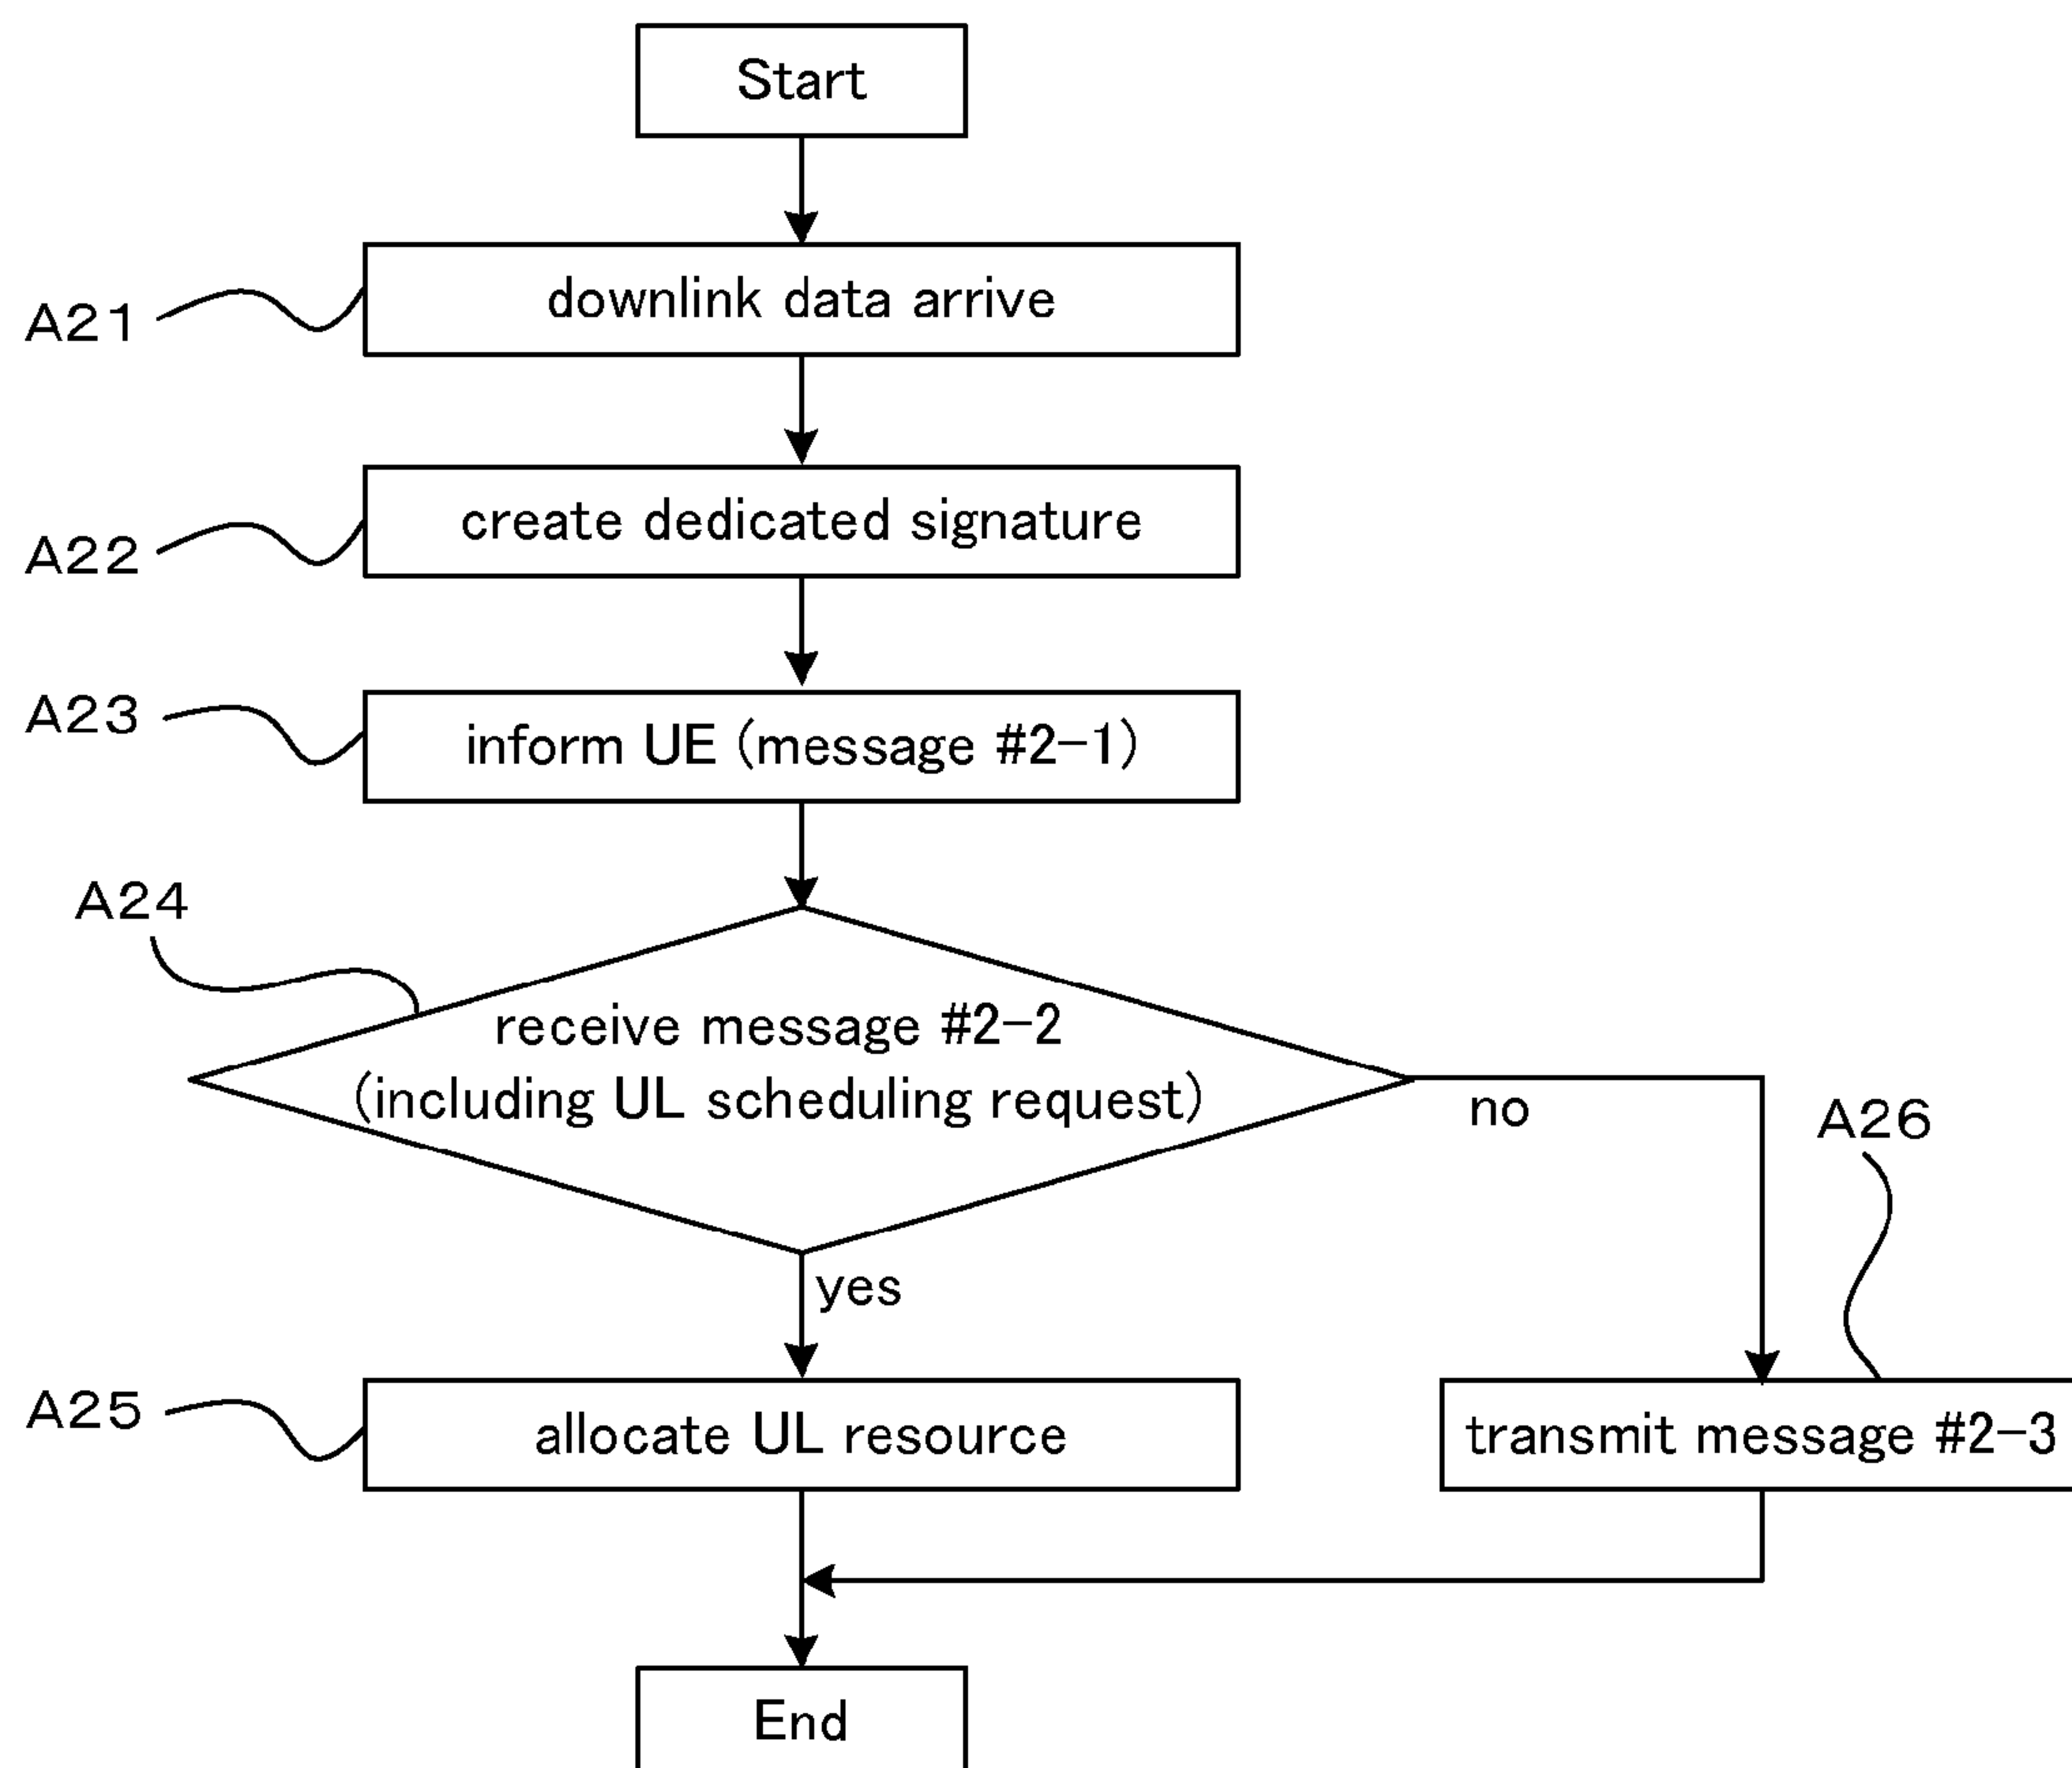 Start
A21
downlink data arrive
A22
create dedicated signature
A23
inform UE (message #2-1)
A24
receive message #2-2
(including UL scheduling request)
no
A26
yes
A25
allocate UL resource
transmit message #2-3
End